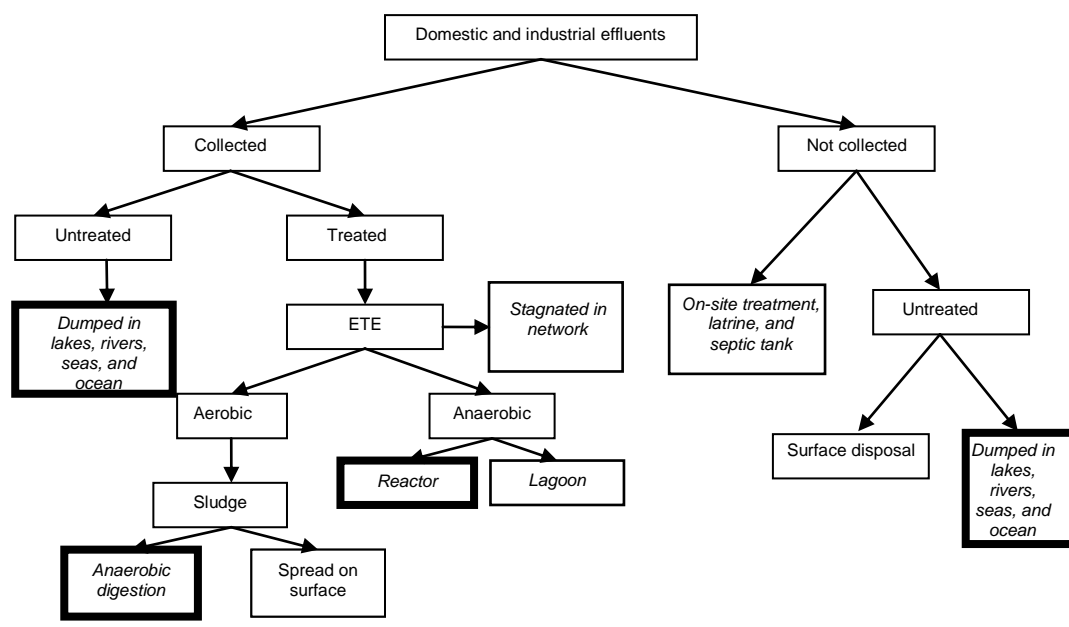 Domestic and industrial effluents
Collected
Not collected
Untreated
Treated
Dumped in
lakes, rivers,
seas, and
ocean
ETE
Stagnated in
network
On-site treatment,
latrine, and
septic tank
Untreated
Aerobic
Anaerobic
Surface disposal
Dumped in
lakes,
rivers,
seas, and
ocean
Reactor
Lagoon
Sludge
Anaerobic
digestion
Spread on
surface